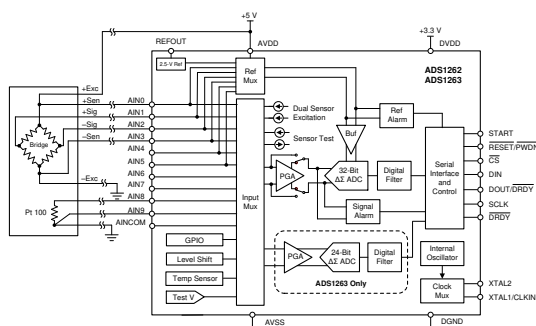 +5 V
+3.3 V
REFOUT
AVDD
DVDD
2.5-V Ref
Ref
Mux
ADS1262
ADS1263
+Exc
+Sen
+Sig
−Sig
−Sen
−Exc
Bridge
Pt 100
AIN0
AIN1
AIN2
AIN3
AIN4
AIN5
AIN6
AIN7
AIN8
AIN9
AINCOM
Input
Mux
Dual Sensor
Excitation
Sensor Test
Buf
Ref
Alarm
PGA
32-Bit
ΔΣ ADC
Digital
Filter
Signal
Alarm
Serial
Interface
and
Control
START
RESET/PWDN
CS
DIN
DOUT/DRDY
SCLK
DRDY
GPIO
Level Shift
Temp Sensor
Test V
PGA
24-Bit
ΔΣ ADC
Digital
Filter
ADS1263 Only
Internal
Oscillator
Clock
Mux
XTAL2
XTAL1/CLKIN
AVSS
DGND